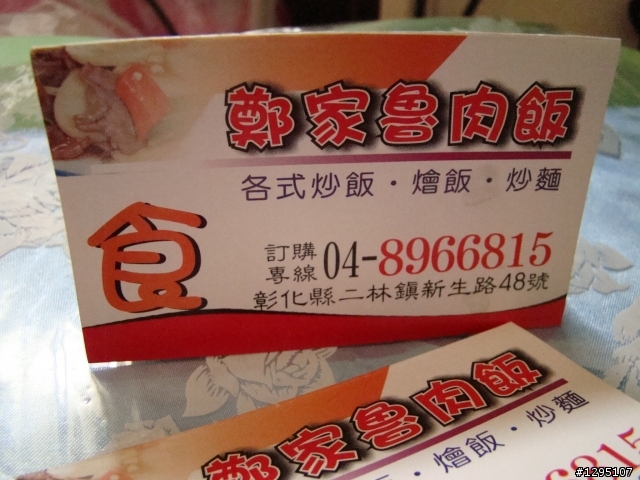 鄭家魯肉飯
各式炒飯・燴飯・炒麵
食
訂購專線 04-8966815
彰化縣二林鎮新生路48號
鄭家魯肉飯
燴飯・炒麵
6815
#1295107